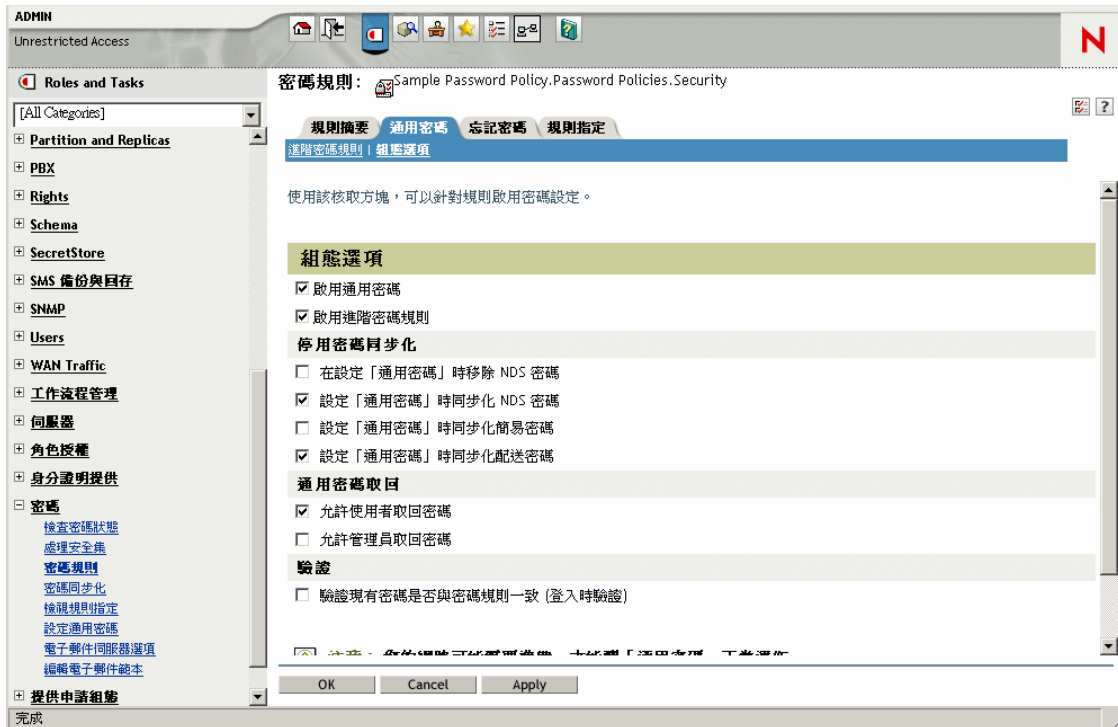 ADMIN
Unrestricted Access
N
Roles and Tasks
[All Categories]
Partition and Replicas
PBX
Rights
Schema
SecretStore
SMS 備份與回存
SNMP
Users
WAN Traffic
工作流程管理
伺服器
角色授權
身分證明提供
密碼
檢查密碼狀態
處理安全集
密碼規則
密碼同步化
檢視規則指定
設定通用密碼
電子郵件伺服器選項
編輯電子郵件範本
提供申請組態
密碼規則: Sample Password Policy.Password Policies.Security
規則摘要 通用密碼 忘記密碼 規則指定
進階密碼規則 | 組態選項
使用該核取方塊,可以針對規則啟用密碼設定。
組態選項
啟用通用密碼
啟用進階密碼規則
停用密碼同步化
在設定「通用密碼」時移除 NDS 密碼
設定「通用密碼」時同步化 NDS 密碼
設定「通用密碼」時同步化簡易密碼
設定「通用密碼」時同步化配送密碼
通用密碼取回
允許使用者取回密碼
允許管理員取回密碼
驗證
驗證現有密碼是否與密碼規則一致 (登入時驗證)
OK Cancel Apply
完成